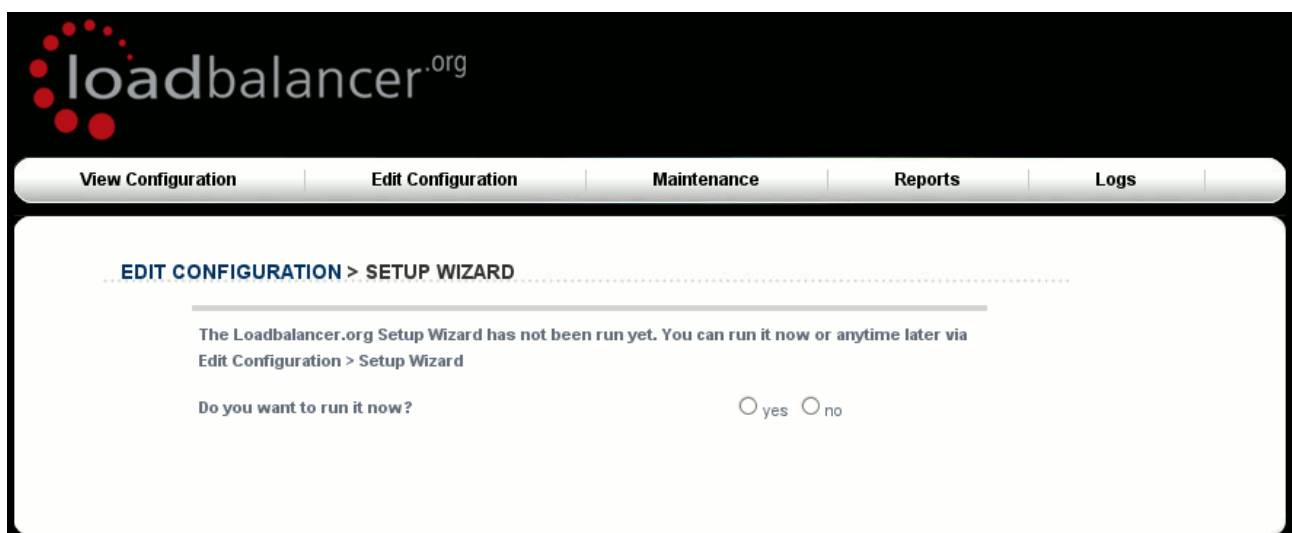 loadbalancer.org
View Configuration Edit Configuration Maintenance Reports Logs
EDIT CONFIGURATION > SETUP WIZARD
The Loadbalancer.org Setup Wizard has not been run yet. You can run it now or anytime later via
Edit Configuration > Setup Wizard
Do you want to run it now? yes no